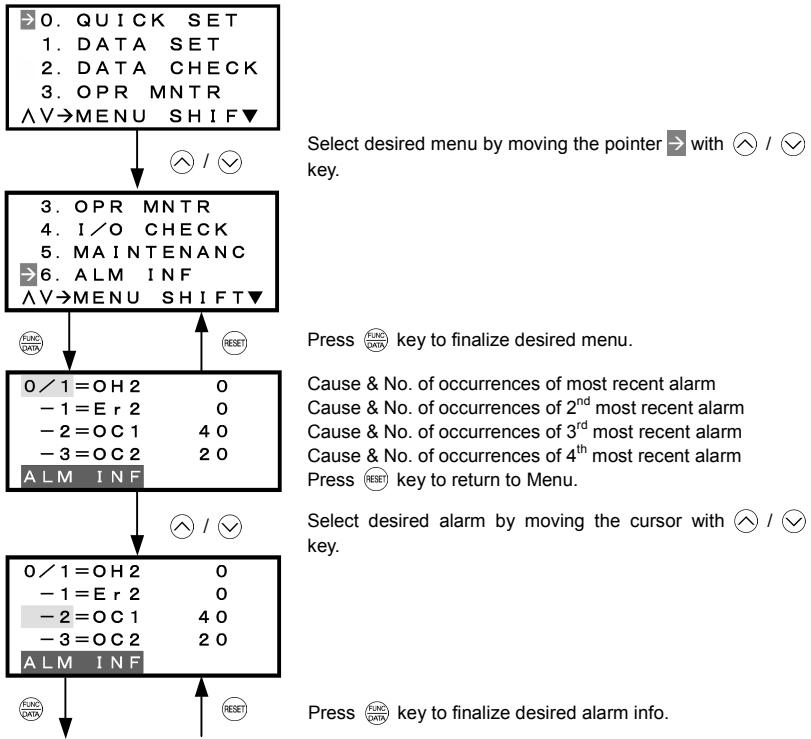 →0. QUICK SET
1. DATA SET
2. DATA CHECK
3. OPR MNTR
∧∨→MENU SHIF▼
Select desired menu by moving the pointer → with ∧ / ∨
key.
∧ / ∨
3. OPR MNTR
4. I/O CHECK
5. MAINTENANC
→6. ALM INF
∧∨→MENU SHIFT▼
FUNC DATA
RESET
Press FUNC DATA key to finalize desired menu.
0/1=OH2 0
-1=Er2 0
-2=OC1 40
-3=OC2 20
ALM INF
Cause & No. of occurrences of most recent alarm
Cause & No. of occurrences of 2nd most recent alarm
Cause & No. of occurrences of 3rd most recent alarm
Cause & No. of occurrences of 4th most recent alarm
Press RESET key to return to Menu.
∧ / ∨
Select desired alarm by moving the cursor with ∧ / ∨
key.
0/1=OH2 0
-1=Er2 0
-2=OC1 40
-3=OC2 20
ALM INF
FUNC DATA
RESET
Press FUNC DATA key to finalize desired alarm info.